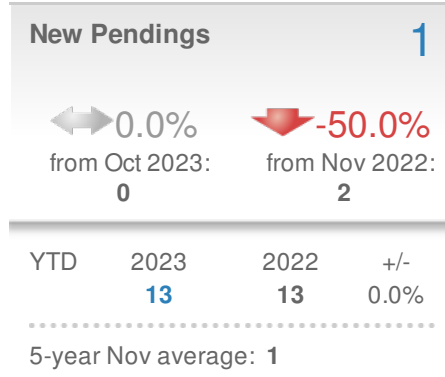 New Pendings 1
0.0% -50.0%
from Oct 2023: from Nov 2022:
0 2
YTD 2023 2022 +/-
13 13 0.0%
5-year Nov average: 1